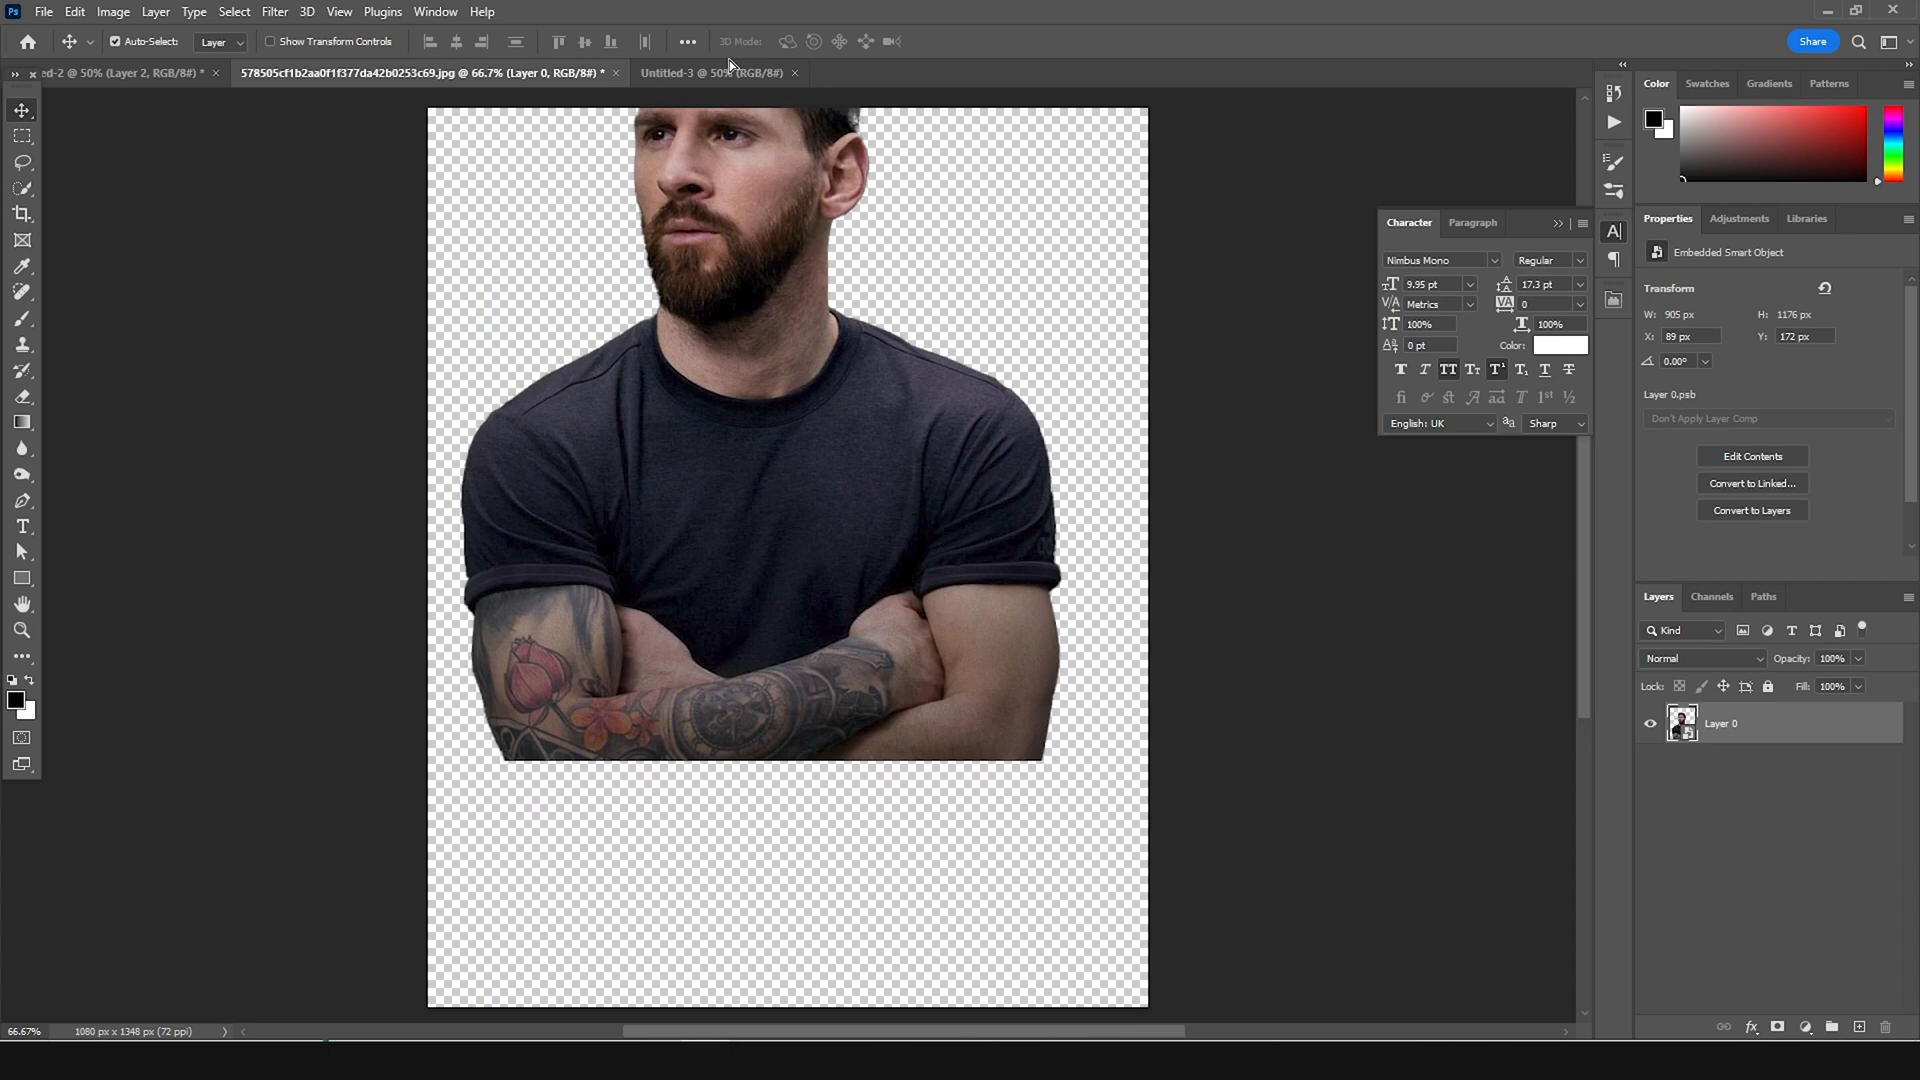 Ps File Edit Image Layer Type Select Filter 3D View Plugins Window Help
Auto-Select: Layer Show Transform Controls 3D Mode: Share
ed-2 @ 50% (Layer 2, RGB/8#) * 578505cf1b2aa0f1f377da42b0253c69.jpg @ 66.7% (Layer 0, RGB/8#) * Untitled-3 @ 50% (RGB/8#)
Color Swatches Gradients Patterns
Properties Adjustments Libraries
Embedded Smart Object
Transform
W: 905 px H: 1176 px
X: 89 px Y: 172 px
0.00°
Layer 0.psb
Don't Apply Layer Comp
Edit Contents
Convert to Linked...
Convert to Layers
Character Paragraph
Nimbus Mono Regular
9.95 pt 17.3 pt
Metrics 0
100% 100%
0 pt Color:
English: UK aa Sharp
Layers Channels Paths
Kind
Normal Opacity: 100%
Lock: Fill: 100%
Layer 0
66.67% 1080 px x 1348 px (72 ppi)